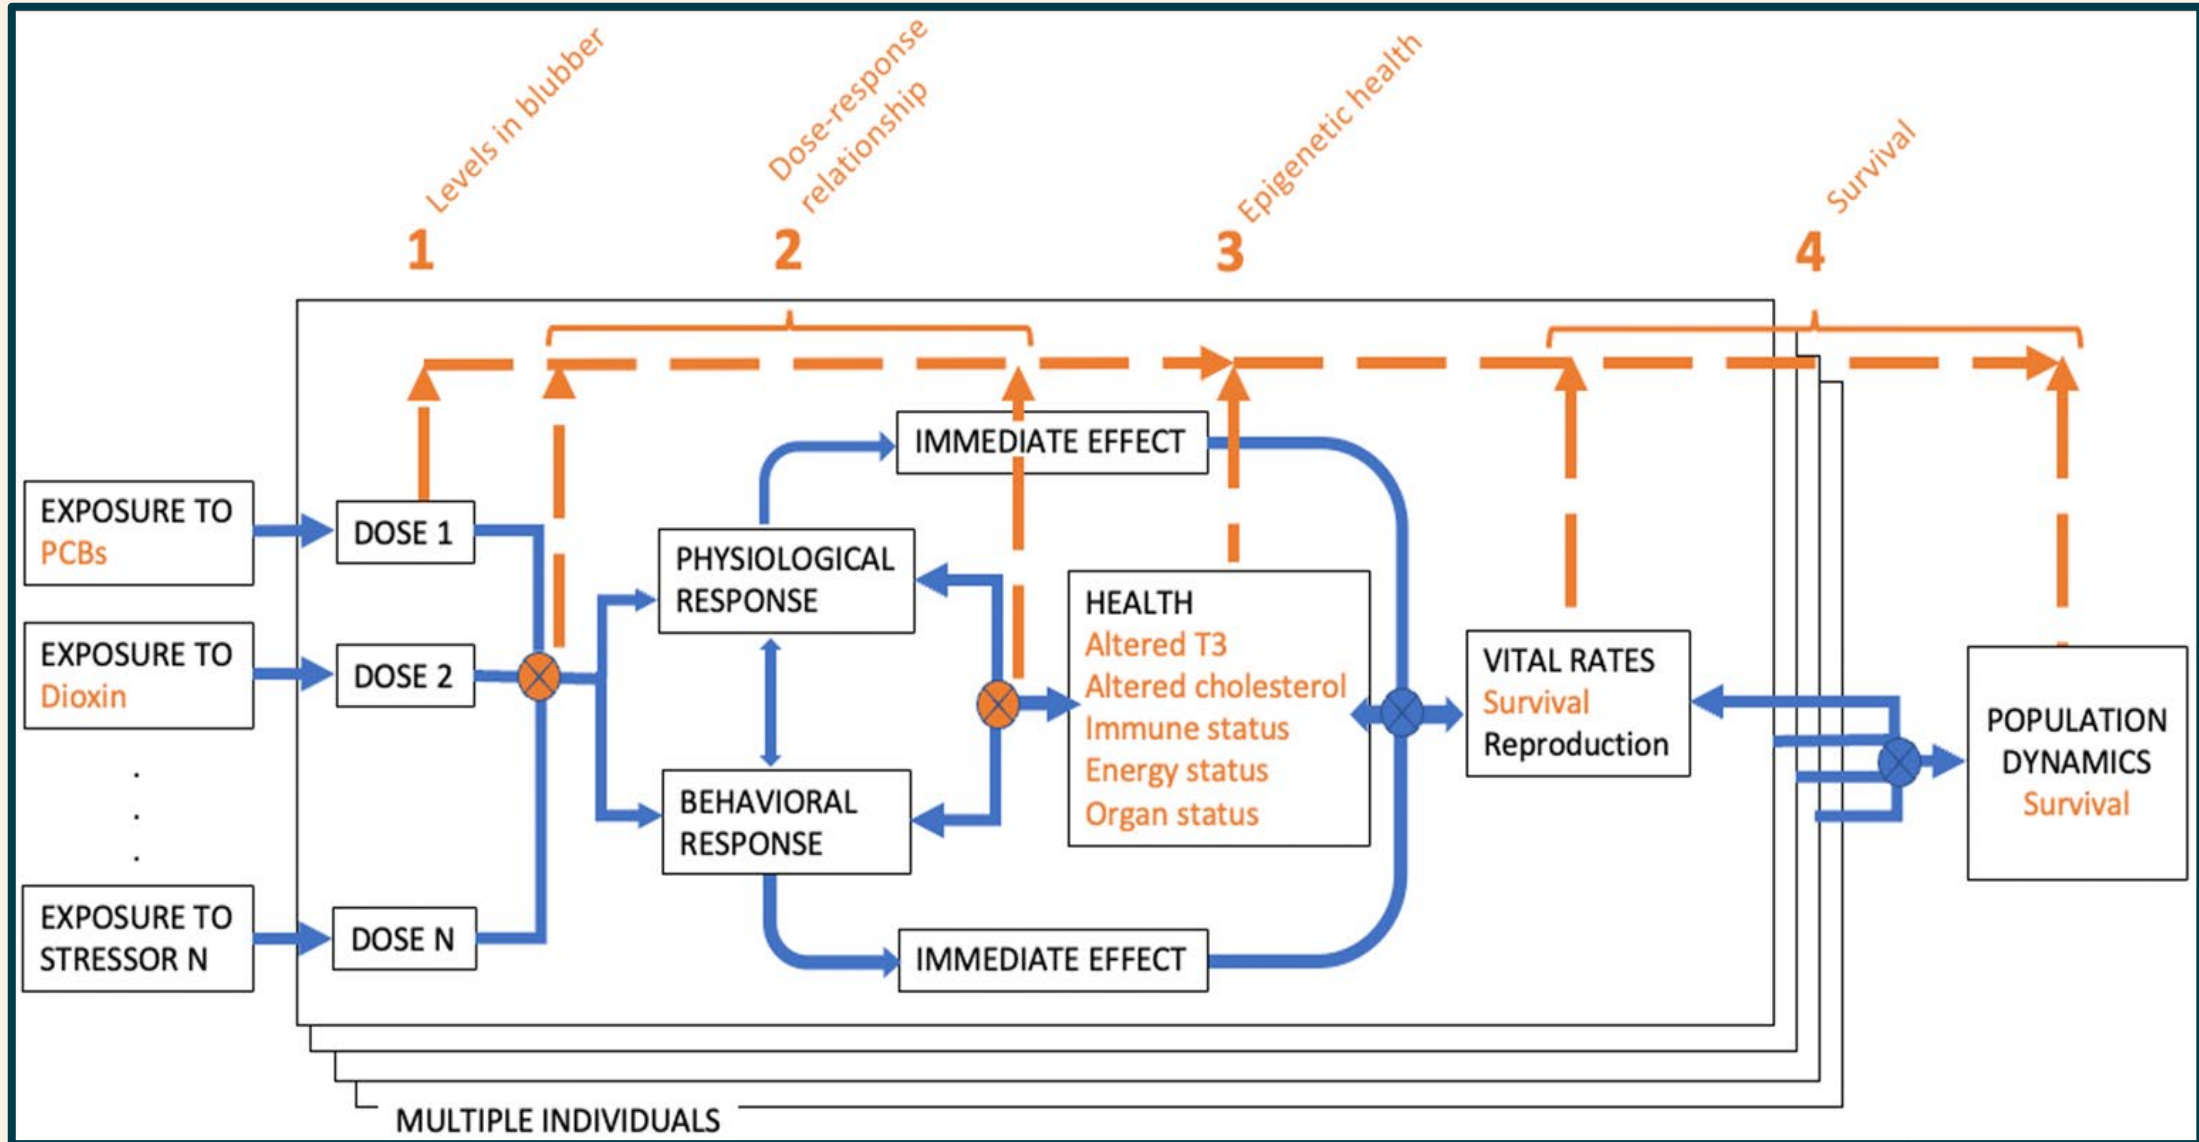 Levels in blubber
Dose-response
relationship
Epigenetic health
Survival
1
2
3
4
EXPOSURE TO
PCBs
DOSE 1
EXPOSURE TO
Dioxin
DOSE 2
.
.
.
EXPOSURE TO
STRESSOR N
DOSE N
PHYSIOLOGICAL
RESPONSE
BEHAVIORAL
RESPONSE
IMMEDIATE EFFECT
IMMEDIATE EFFECT
HEALTH
Altered T3
Altered cholesterol
Immune status
Energy status
Organ status
VITAL RATES
Survival
Reproduction
POPULATION
DYNAMICS
Survival
MULTIPLE INDIVIDUALS